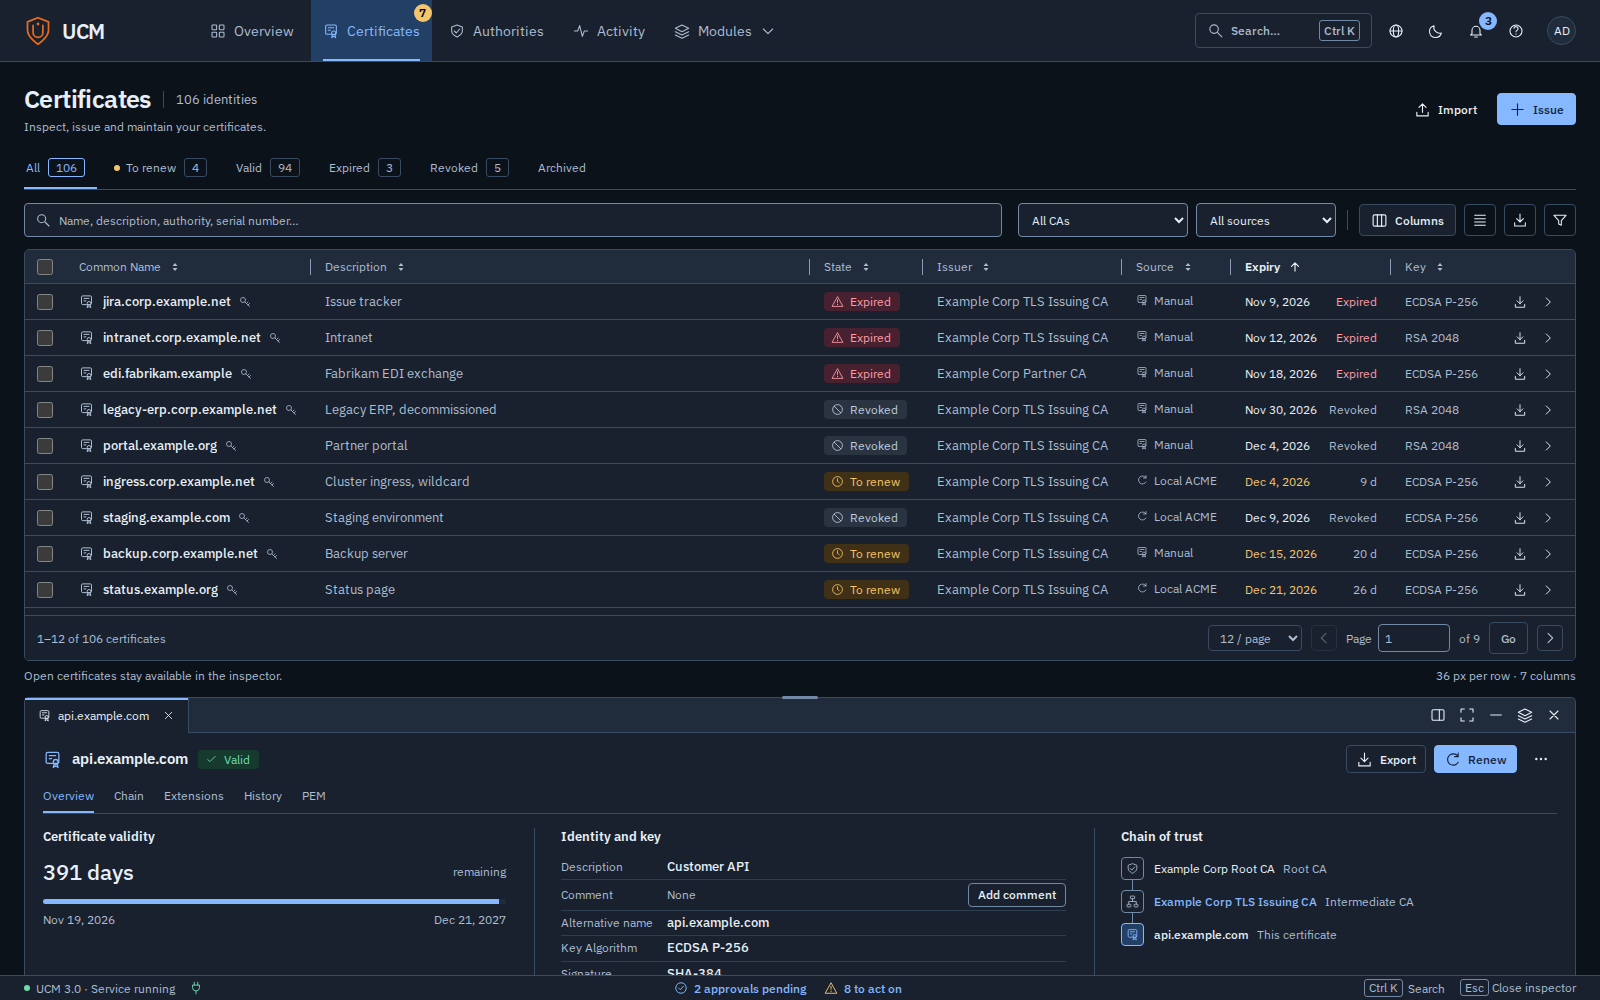 UCM
Overview
Certificates
7
Authorities
Activity
Modules
Search...
Ctrl K
3
AD
Certificates
106 identities
Inspect, issue and maintain your certificates.
Import
Issue
All 106
To renew 4
Valid 94
Expired 3
Revoked 5
Archived
Name, description, authority, serial number...
All CAs
All sources
Columns
Common Name Description State Issuer Source Expiry Key
jira.corp.example.net Issue tracker Expired Example Corp TLS Issuing CA Manual Nov 9, 2026 Expired ECDSA P-256
intranet.corp.example.net Intranet Expired Example Corp TLS Issuing CA Manual Nov 12, 2026 Expired RSA 2048
edi.fabrikam.example Fabrikam EDI exchange Expired Example Corp Partner CA Manual Nov 18, 2026 Expired ECDSA P-256
legacy-erp.corp.example.net Legacy ERP, decommissioned Revoked Example Corp TLS Issuing CA Manual Nov 30, 2026 Revoked RSA 2048
portal.example.org Partner portal Revoked Example Corp TLS Issuing CA Manual Dec 4, 2026 Revoked RSA 2048
ingress.corp.example.net Cluster ingress, wildcard To renew Example Corp TLS Issuing CA Local ACME Dec 4, 2026 9 d ECDSA P-256
staging.example.com Staging environment Revoked Example Corp TLS Issuing CA Local ACME Dec 9, 2026 Revoked ECDSA P-256
backup.corp.example.net Backup server To renew Example Corp TLS Issuing CA Manual Dec 15, 2026 20 d ECDSA P-256
status.example.org Status page To renew Example Corp TLS Issuing CA Local ACME Dec 21, 2026 26 d ECDSA P-256
1–12 of 106 certificates
12 / page
Page 1 of 9 Go
Open certificates stay available in the inspector.
36 px per row · 7 columns
api.example.com
api.example.com Valid
Export
Renew
Overview Chain Extensions History PEM
Certificate validity
391 days remaining
Nov 19, 2026 Dec 21, 2027
Identity and key
Description Customer API
Comment None Add comment
Alternative name api.example.com
Key Algorithm ECDSA P-256
Signature SHA-384
Chain of trust
Example Corp Root CA Root CA
Example Corp TLS Issuing CA Intermediate CA
api.example.com This certificate
UCM 3.0 · Service running
2 approvals pending
8 to act on
Ctrl K Search
Esc Close inspector